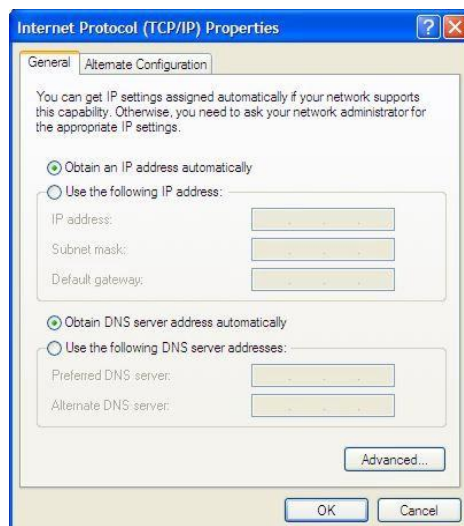 Internet Protocol (TCP/IP) Properties
General
Alternate Configuration
You can get IP settings assigned automatically if your network supports
this capability. Otherwise, you need to ask your network administrator for
the appropriate IP settings.
Obtain an IP address automatically
Use the following IP address:
IP address:
Subnet mask:
Default gateway:
Obtain DNS server address automatically
Use the following DNS server addresses:
Preferred DNS server:
Alternate DNS server:
Advanced...
OK
Cancel